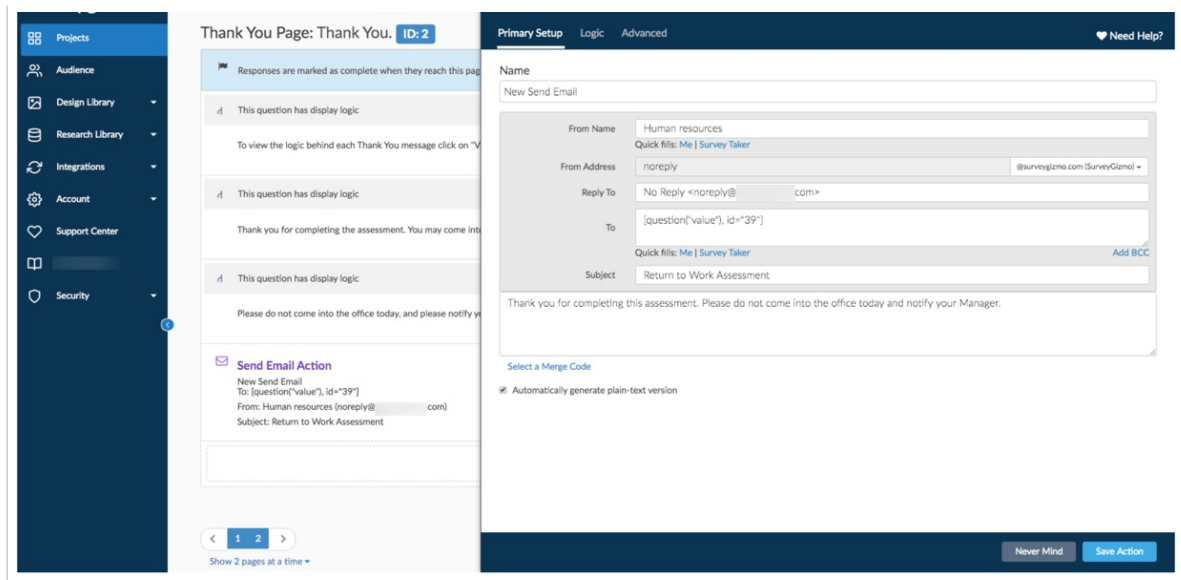 Projects
Audience
Design Library
Research Library
Integrations
Account
Support Center
Security
Thank You Page: Thank You. ID: 2
Responses are marked as complete when they reach this pag
This question has display logic
To view the logic behind each Thank You message click on "V
This question has display logic
Thank you for completing the assessment. You may come int
This question has display logic
Please do not come into the office today, and please notify y
Send Email Action
New Send Email
To: [question("value"), id="39"]
From: Human resources (noreply@ com)
Subject: Return to Work Assessment
< 1 2 >
Show 2 pages at a time
Primary Setup Logic Advanced Need Help?
Name
New Send Email
From Name Human resources
Quick fills: Me | Survey Taker
From Address noreply @surveygizmo.com (SurveyGizmo)
Reply To No Reply <noreply@ com>
To [question("value"), id="39"]
Quick fills: Me | Survey Taker Add BCC
Subject Return to Work Assessment
Thank you for completing this assessment. Please do not come into the office today and notify your Manager.
Select a Merge Code
Automatically generate plain-text version
Never Mind Save Action